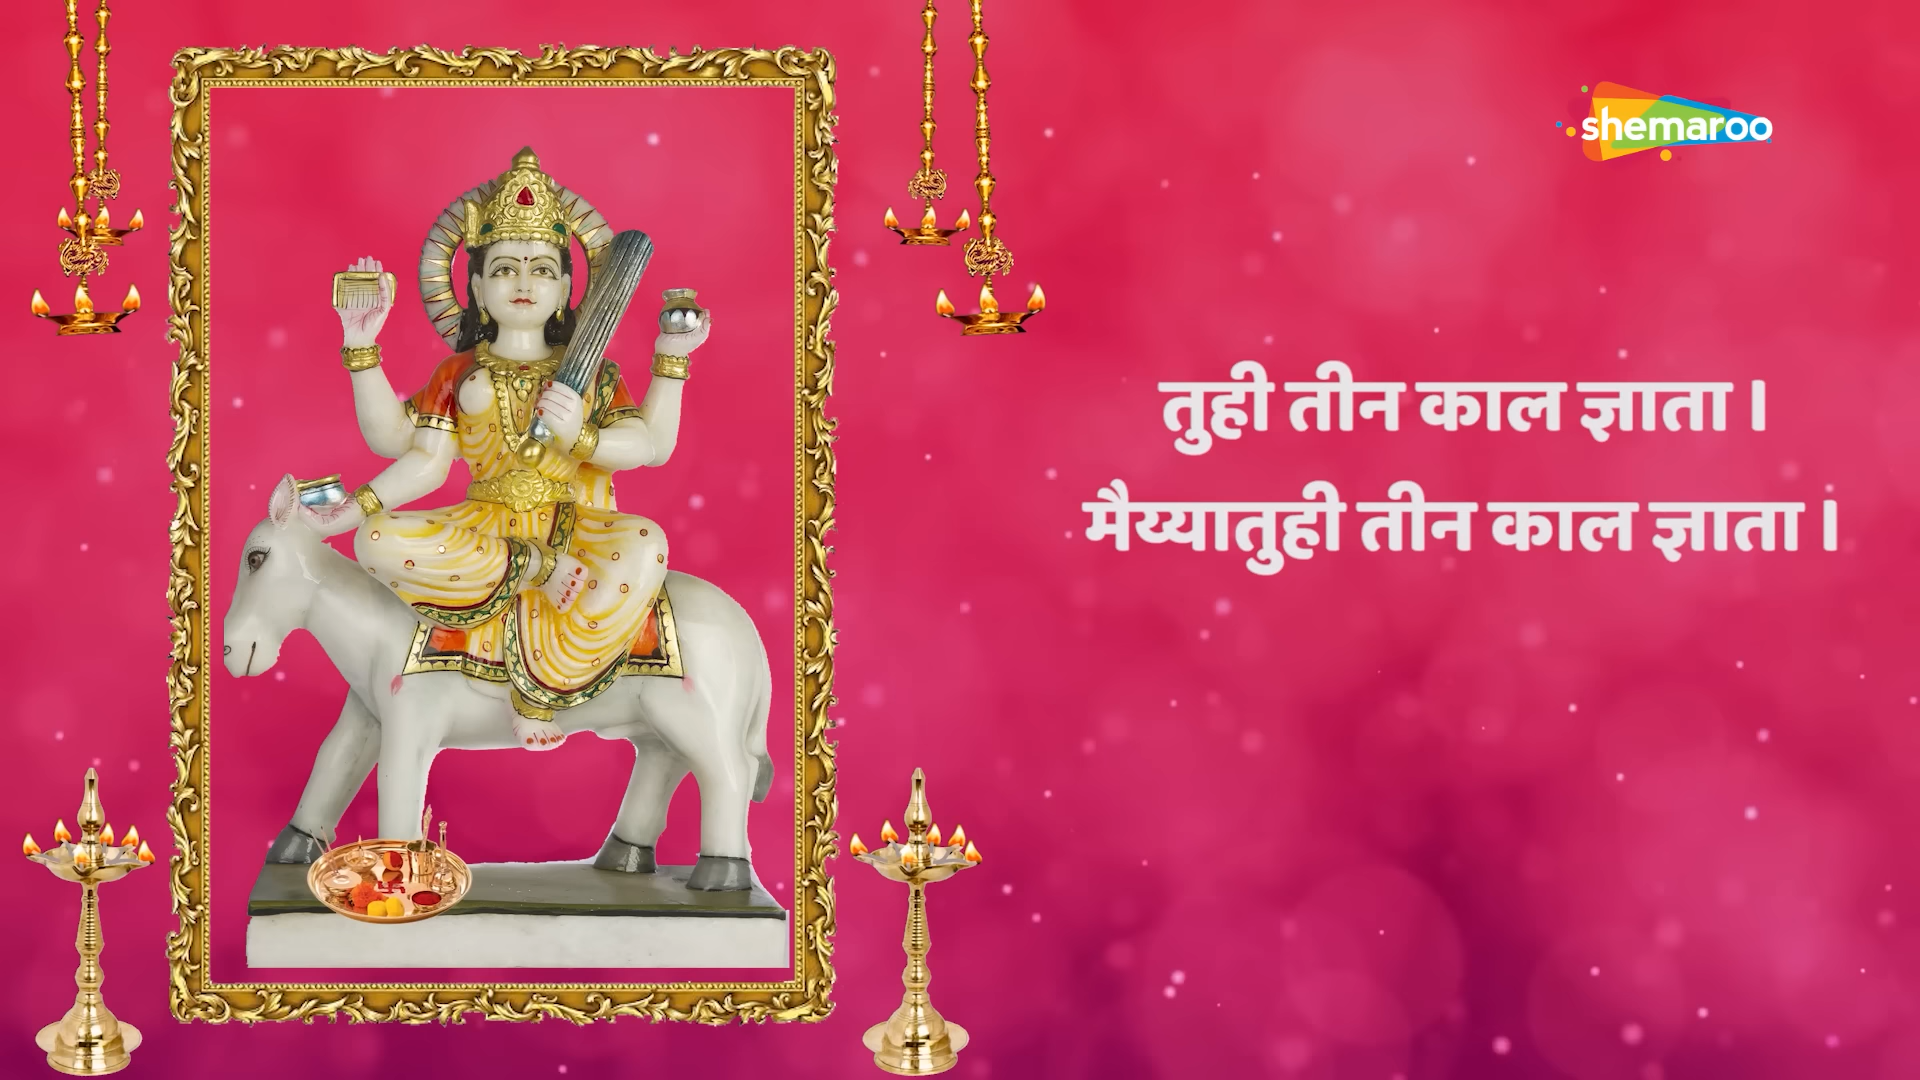 shemaroo
तुही तीन काल ज्ञाता ।
मैय्यातुही तीन काल ज्ञाता ।